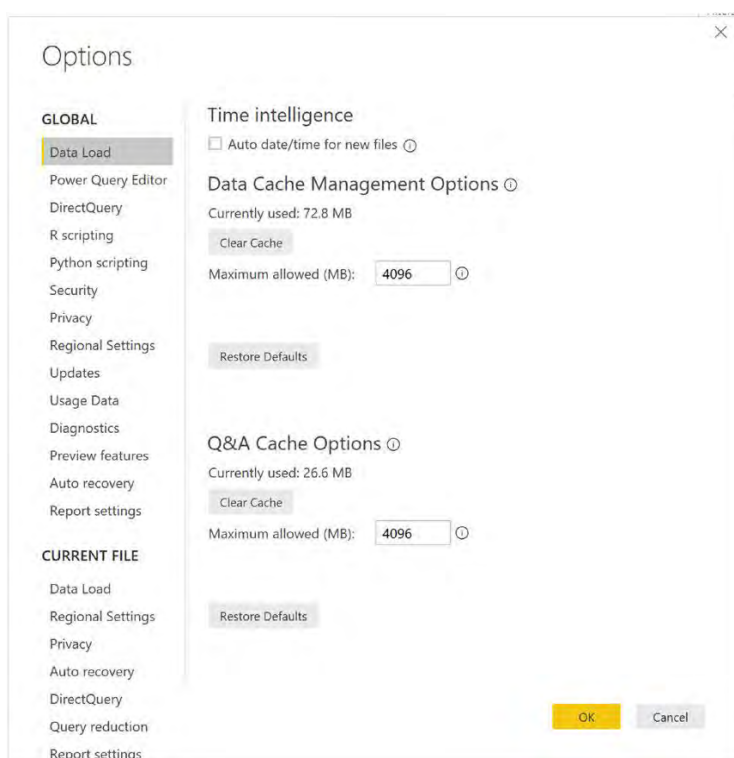 Options
GLOBAL
Data Load
Power Query Editor
DirectQuery
R scripting
Python scripting
Security
Privacy
Regional Settings
Updates
Usage Data
Diagnostics
Preview features
Auto recovery
Report settings
CURRENT FILE
Data Load
Regional Settings
Privacy
Auto recovery
DirectQuery
Query reduction
Report settings
Time intelligence
Auto date/time for new files
Data Cache Management Options
Currently used: 72.8 MB
Clear Cache
Maximum allowed (MB): 4096
Restore Defaults
Q&A Cache Options
Currently used: 26.6 MB
Clear Cache
Maximum allowed (MB): 4096
Restore Defaults
OK Cancel